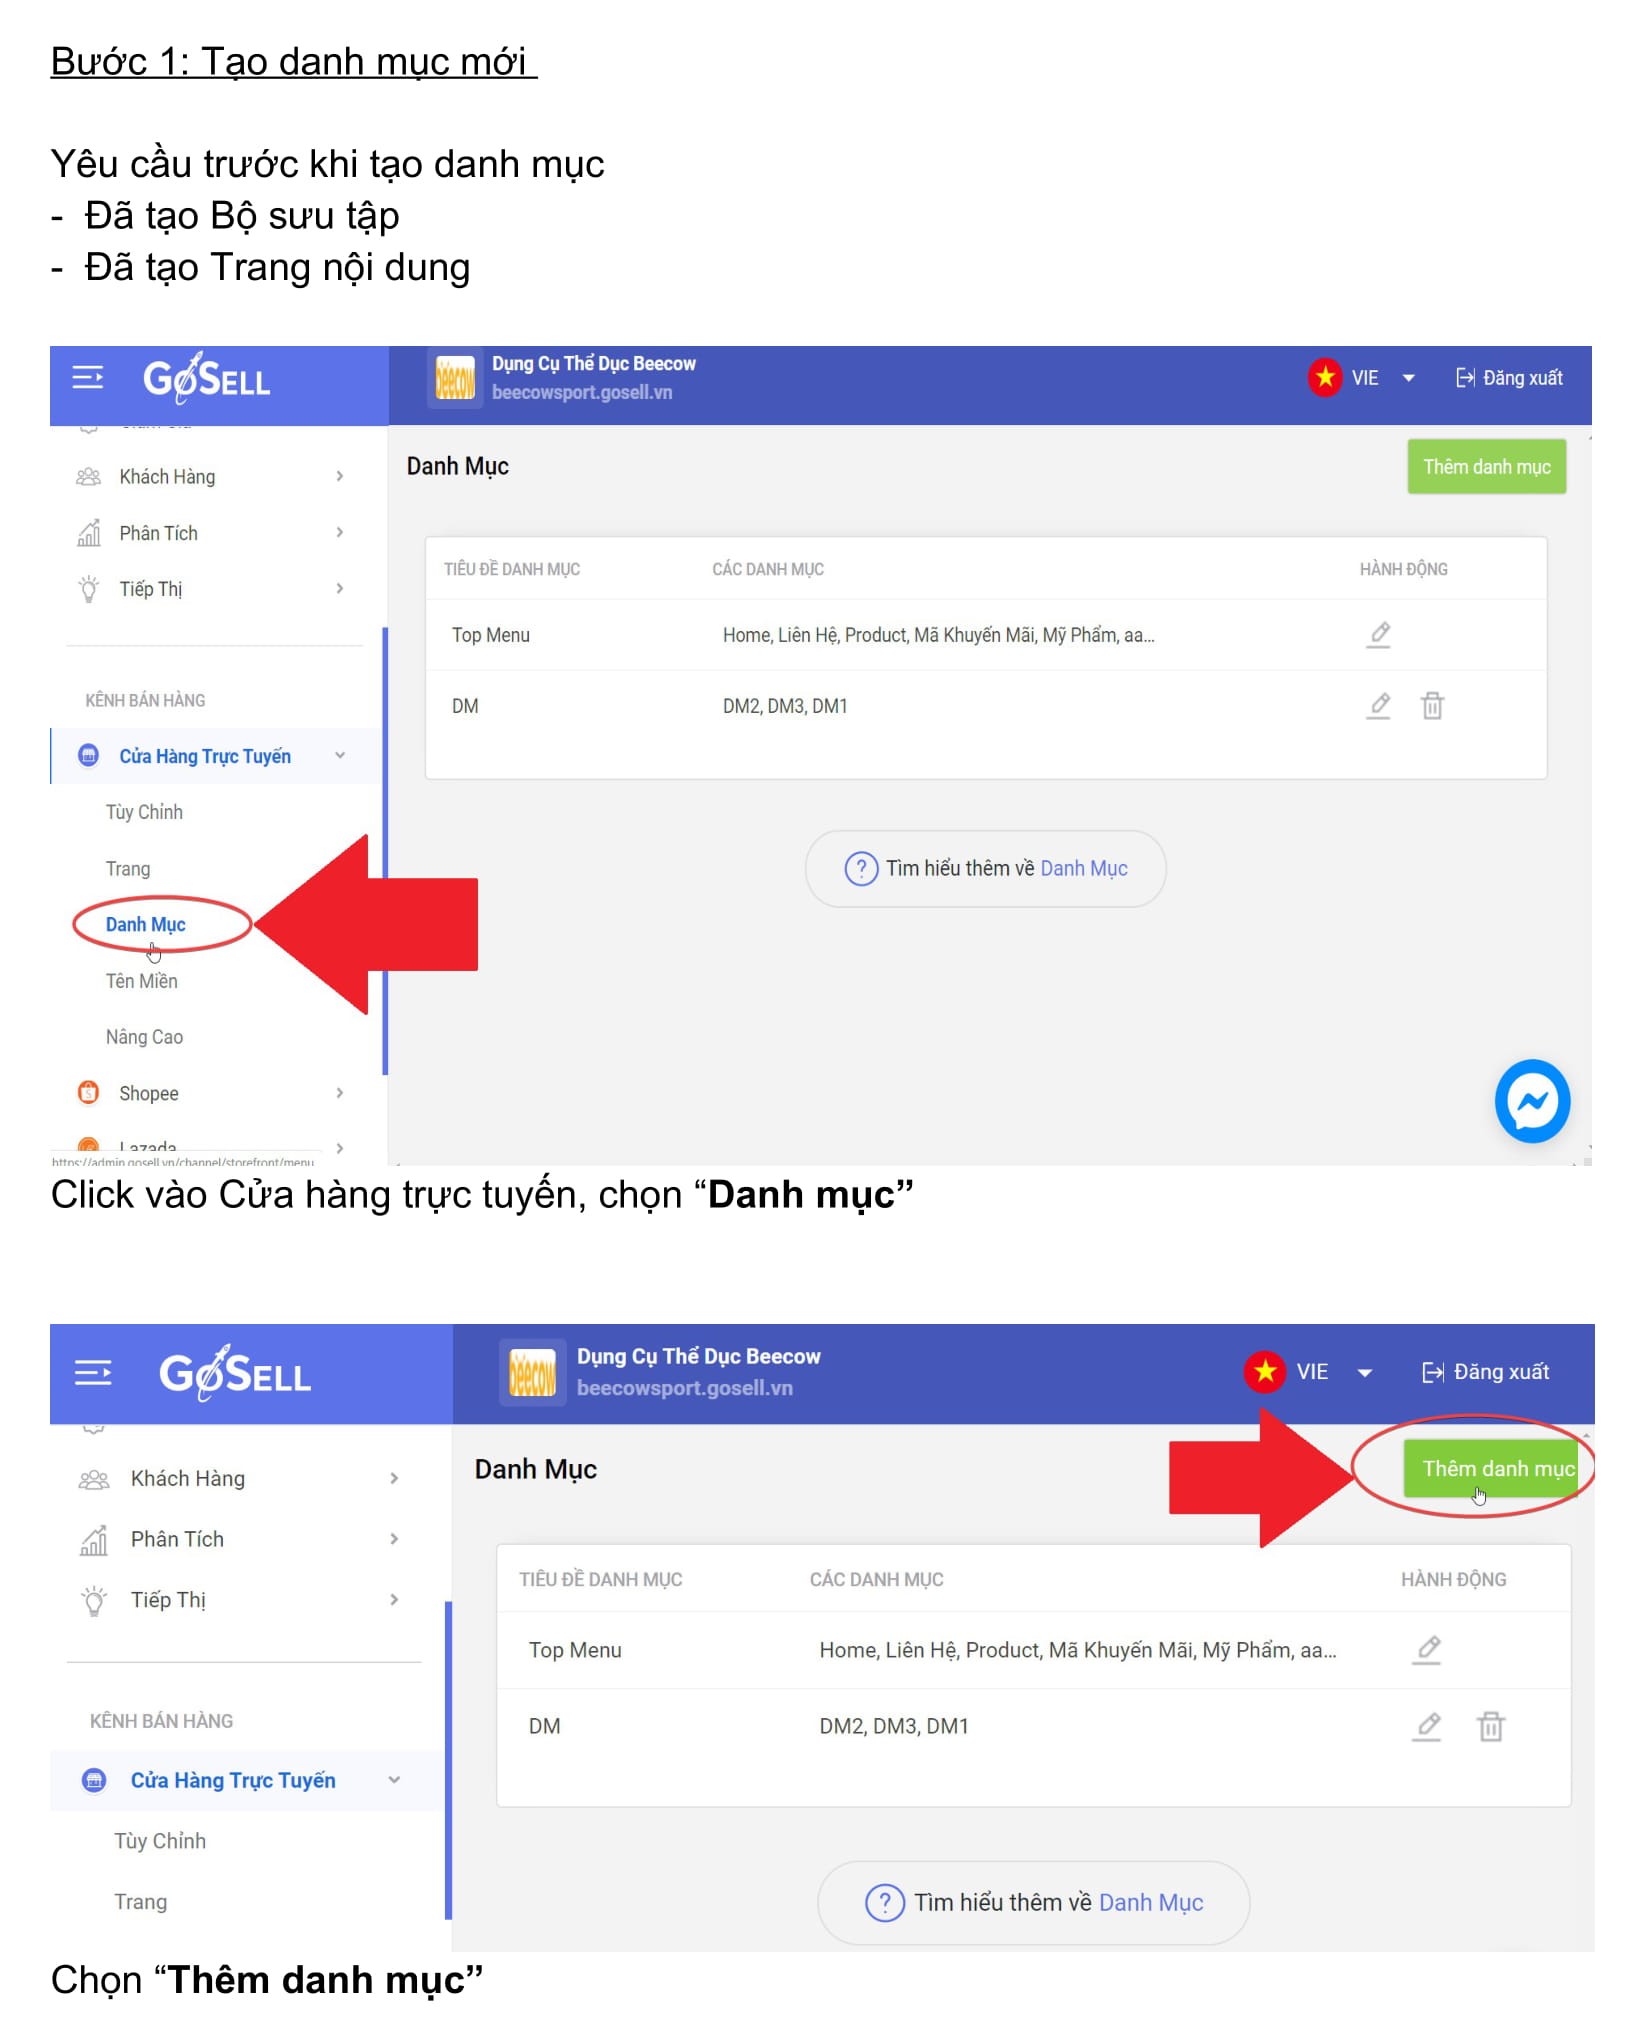 Bước 1: Tạo danh mục mới
Yêu cầu trước khi tạo danh mục
- Đã tạo Bộ sưu tập
- Đã tạo Trang nội dung
GoSELL
beecow
Dụng Cụ Thể Dục Beecow
beecowsport.gosell.vn
VIE
Đăng xuất
Khách Hàng
Phân Tích
Tiếp Thị
KÊNH BÁN HÀNG
Cửa Hàng Trực Tuyến
Tùy Chỉnh
Trang
Danh Mục
Tên Miền
Nâng Cao
Shopee
Lazada
https://admin.gosell.vn/channel/storefront/menu
Danh Mục
Thêm danh mục
TIÊU ĐỀ DANH MỤC CÁC DANH MỤC HÀNH ĐỘNG
Top Menu Home, Liên Hệ, Product, Mã Khuyến Mãi, Mỹ Phẩm, aa...
DM DM2, DM3, DM1
? Tìm hiểu thêm về Danh Mục
Click vào Cửa hàng trực tuyến, chọn “Danh mục”
GoSELL
beecow
Dụng Cụ Thể Dục Beecow
beecowsport.gosell.vn
VIE
Đăng xuất
Khách Hàng
Phân Tích
Tiếp Thị
KÊNH BÁN HÀNG
Cửa Hàng Trực Tuyến
Tùy Chỉnh
Trang
Danh Mục
Thêm danh mục
TIÊU ĐỀ DANH MỤC CÁC DANH MỤC HÀNH ĐỘNG
Top Menu Home, Liên Hệ, Product, Mã Khuyến Mãi, Mỹ Phẩm, aa...
DM DM2, DM3, DM1
? Tìm hiểu thêm về Danh Mục
Chọn “Thêm danh mục”